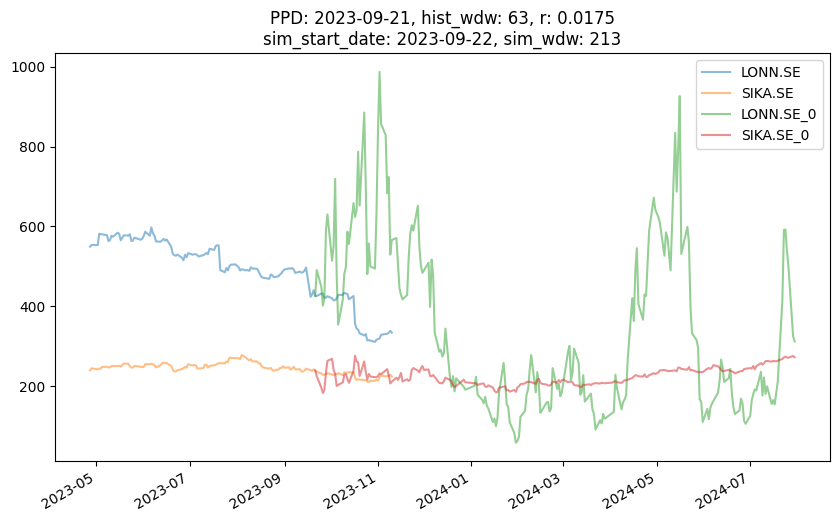 PPD: 2023-09-21, hist_wdw: 63, r: 0.0175
sim_start_date: 2023-09-22, sim_wdw: 213
1000
800
600
400
200
LONN.SE
SIKA.SE
LONN.SE_0
SIKA.SE_0
2023-05
2023-07
2023-09
2023-11
2024-01
2024-03
2024-05
2024-07